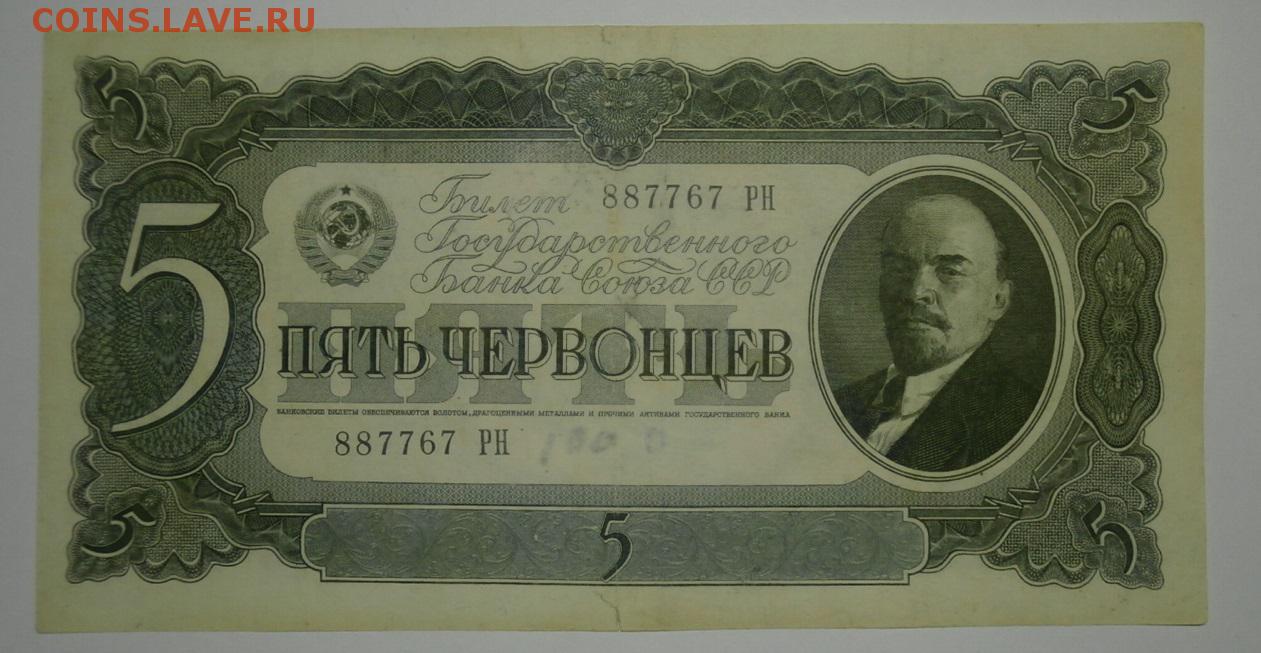 COINS.LAVE.RU
5 5
Билет 887767 РН
Государственного
Банка Союза ССР
5
ПЯТЬ
ПЯТЬ ЧЕРВОНЦЕВ
БАНКОВСКИЕ БИЛЕТЫ ОБЕСПЕЧИВАЮТСЯ ЗОЛОТОМ, ДРАГОЦЕННЫМИ МЕТАЛЛАМИ И ПРОЧИМИ АКТИВАМИ ГОСУДАРСТВЕННОГО БАНКА
887767 РН
5 5 5